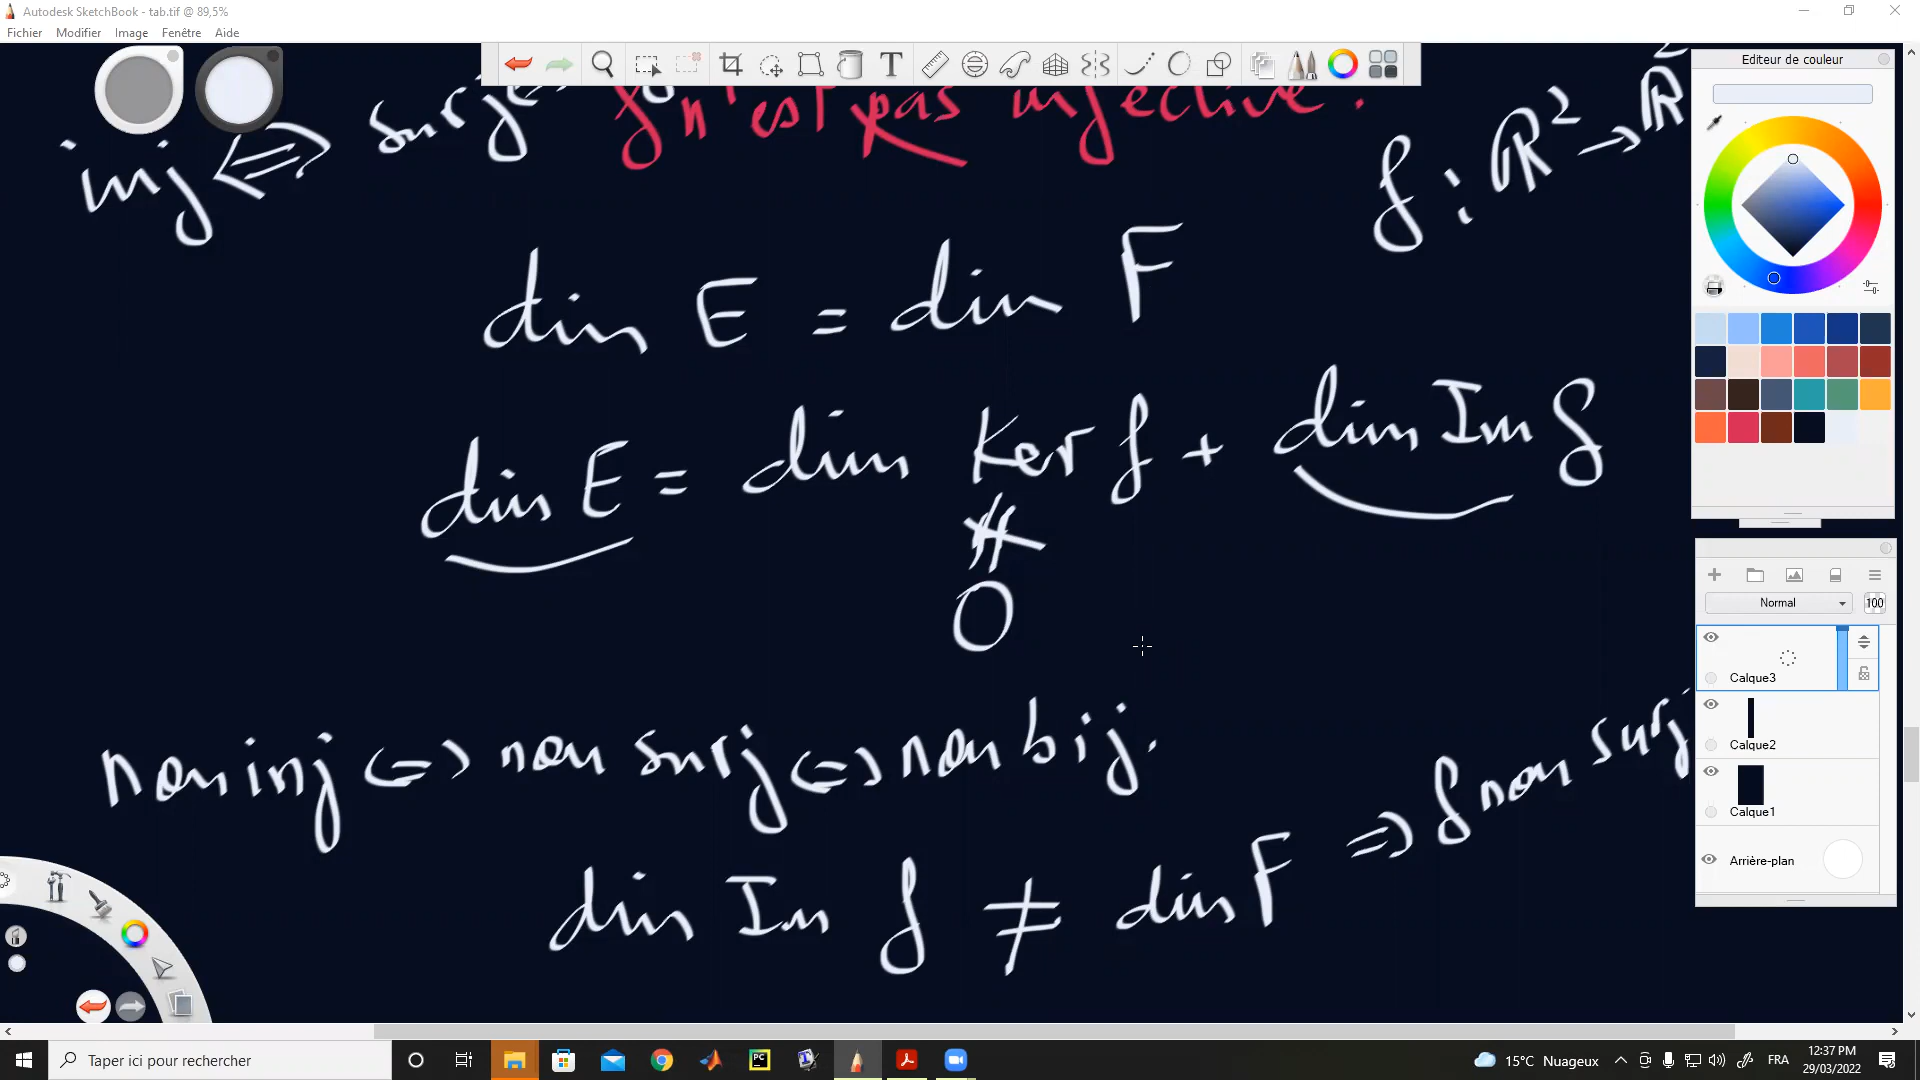 Autodesk SketchBook - tab.tif @ 89,5%
Fichier Modifier Image Fenêtre Aide
Editeur de couleur
inj <=> surj
f n'est pas injective.
f : ℝ² → ℝ²
dim E = dim F
dim E = dim Ker f + dim Im f
≠
0
Normal
100
Calque3
Calque2
Calque1
Arrière-plan
non inj <=> non surj <=> non bij.
dim Im f ≠ dim F => f non surj
Taper ici pour rechercher
PC
15°C Nuageux
FRA
12:37 PM
29/03/2022